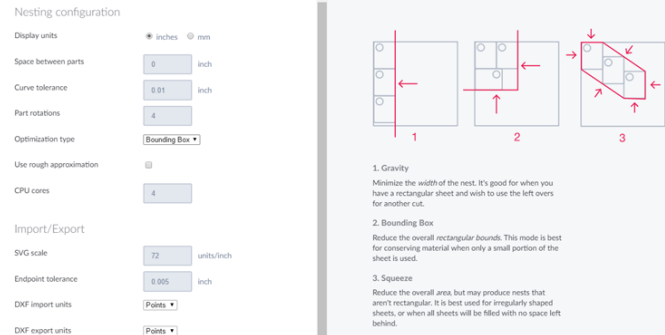 Nesting configuration
Display units
inches mm
Space between parts
0 inch
Curve tolerance
0.01 inch
Part rotations
4
Optimization type
Bounding Box
Use rough approximation
CPU cores
4
Import/Export
SVG scale
72 units/inch
Endpoint tolerance
0.005 inch
DXF import units
Points
DXF export units
Points
1 2 3
1. Gravity
Minimize the width of the nest. It's good for when you
have a rectangular sheet and wish to use the left overs
for another cut.
2. Bounding Box
Reduce the overall rectangular bounds. This mode is best
for conserving material when only a small portion of the
sheet is used.
3. Squeeze
Reduce the overall area, but may produce nests that
aren't rectangular. It is best used for irregularly shaped
sheets, or when all sheets will be filled with no space left
behind.